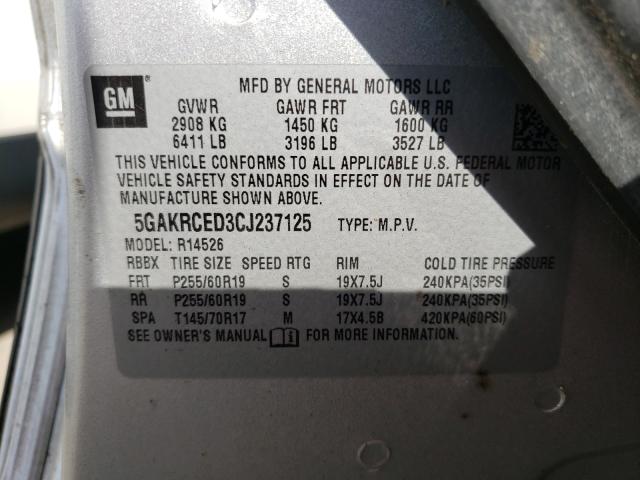 GM
MFD BY GENERAL MOTORS LLC
GVWR GAWR FRT GAWR RR
2908 KG 1450 KG 1600 KG
6411 LB 3196 LB 3527 LB
THIS VEHICLE CONFORMS TO ALL APPLICABLE U.S. FEDERAL MOTOR
VEHICLE SAFETY STANDARDS IN EFFECT ON THE DATE OF
MANUFACTURE SHOWN ABOVE.
5GAKRCED3CJ237125 TYPE: M.P.V.
MODEL: R14526
RBBX TIRE SIZE SPEED RTG RIM COLD TIRE PRESSURE
FRT P255/60R19 S 19X7.5J 240KPA(35PSI)
RR P255/60R19 S 19X7.5J 240KPA(35PSI)
SPA T145/70R17 M 17X4.5B 420KPA(60PSI)
SEE OWNER'S MANUAL FOR MORE INFORMATION.